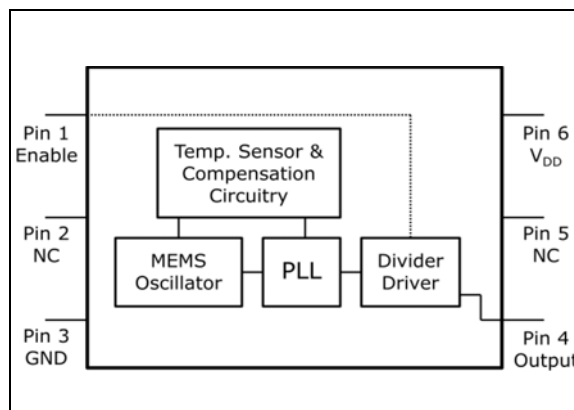 Pin 1
Enable
Pin 2
NC
Pin 3
GND
Temp. Sensor &
Compensation
Circuitry
MEMS
Oscillator
PLL
Divider
Driver
Pin 6
VDD
Pin 5
NC
Pin 4
Output